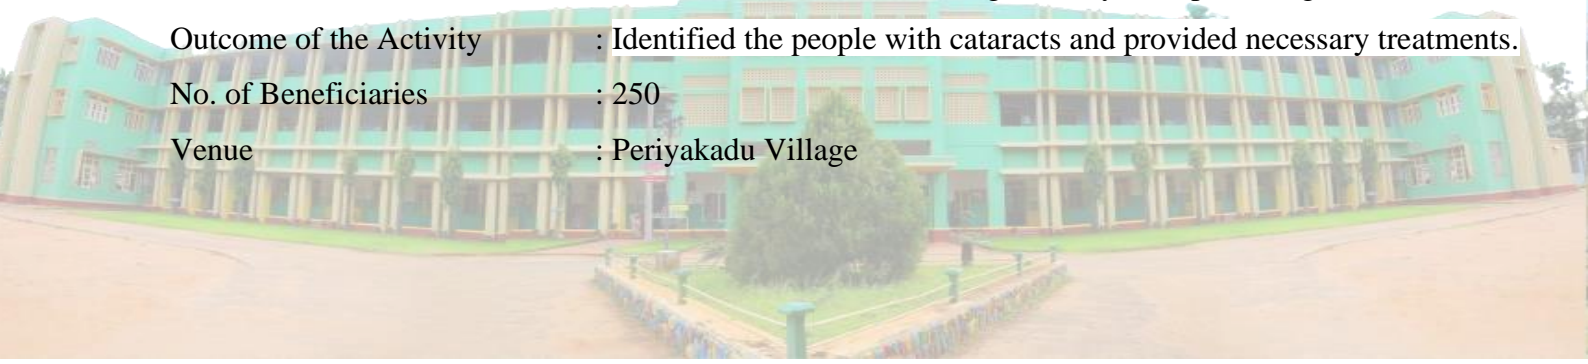 Outcome of the Activity : Identified the people with cataracts and provided necessary treatments.
No. of Beneficiaries : 250
Venue : Periyakadu Village